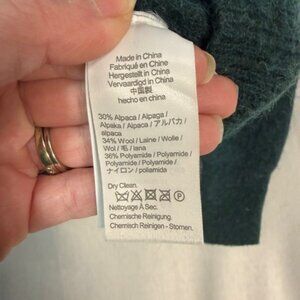 Made in China
Fabriqué en Chine
Hergestellt in China
Vervaardigd in China
中国製
hecho en china
30% Alpaca / Alpaga /
Alpaka / Alpaca / アルパカ /
alpaca
34% Wool / Laine / Wolle /
Wol / 毛 / lana
36% Polyamide / Polyamide /
Polyamid / Polyamide /
ナイロン / poliamida
Dry Clean.
P
Nettoyage À Sec.
Chemische Reinigung.
Chemisch Reinigen - Stomen.